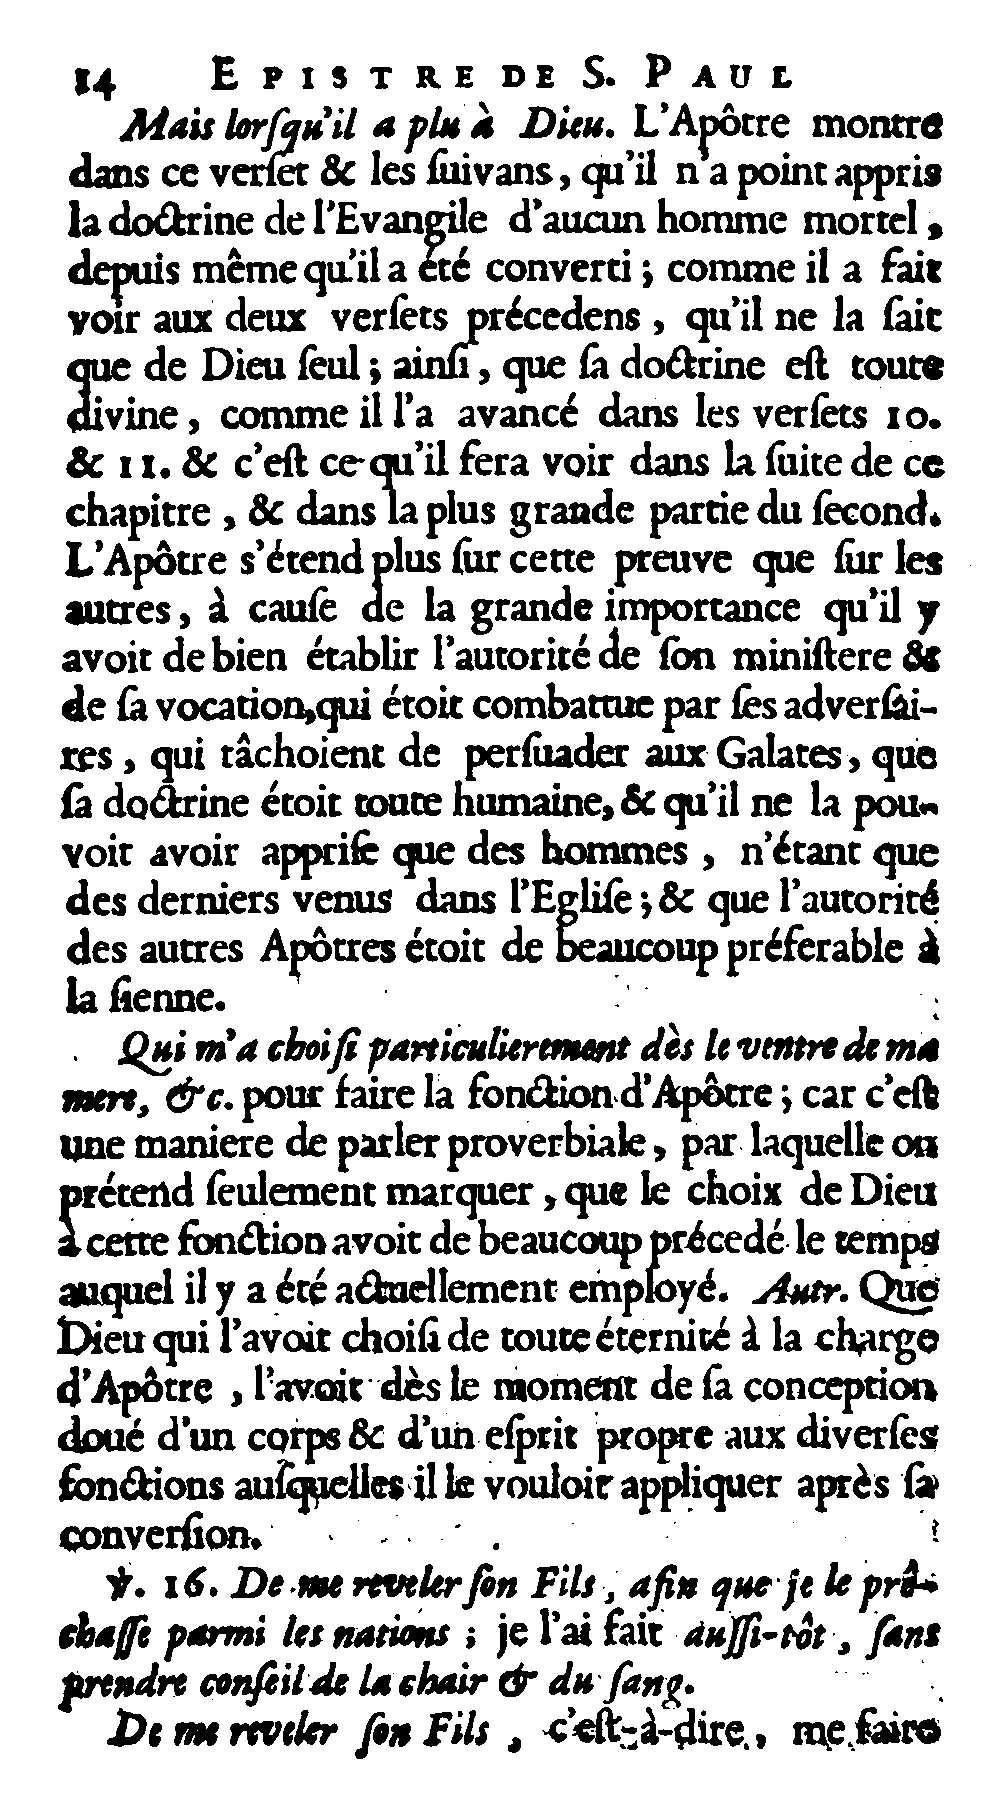 14 EPISTRE DE S. PAUL
Mais lorſqu'il a plu à Dieu. L'Apôtre montre
dans ce verſet & les ſuivans, qu'il n'a point appris
la doctrine de l'Evangile d'aucun homme mortel,
depuis même qu'il a été converti ; comme il a fait
voir aux deux verſets précedens, qu'il ne la ſait
que de Dieu ſeul ; ainſi, que ſa doctrine eſt toute
divine, comme il l'a avancé dans les verſets 10.
& 11. & c'eſt ce-qu'il fera voir dans la ſuite de ce
chapitre, & dans la plus grande partie du ſecond.
L'Apôtre s'étend plus ſur cette preuve que ſur les
autres, à cauſe de la grande importance qu'il y
avoit de bien établir l'autorité de ſon miniſtere &
de ſa vocation, qui étoit combattue par ſes adverſai-
res, qui tâchoient de perſuader aux Galates, que
ſa doctrine étoit toute humaine, & qu'il ne la pou-
voit avoir appriſe que des hommes, n'étant que
des derniers venus dans l'Egliſe ; & que l'autorité
des autres Apôtres étoit de beaucoup préferable à
la ſienne.
Qui m'a choiſi particulierement dès le ventre de ma
mere, &c. pour faire la fonction d'Apôtre ; car c'eſt
une maniere de parler proverbiale, par laquelle on
prétend ſeulement marquer, que le choix de Dieu
à cette fonction avoit de beaucoup précedé le temps
auquel il y a été actuellement employé. Autr. Que
Dieu qui l'avoit choiſi de toute éternité à la charge
d'Apôtre, l'avoit dès le moment de ſa conception
doué d'un corps & d'un eſprit propre aux diverſes
fonctions auſquelles il le vouloit appliquer après ſa
converſion.
℣. 16. De me reveler ſon Fils, afin que je le prê-
chaſſe parmi les nations ; je l'ai fait auſſi-tôt, ſans
prendre conſeil de la chair & du ſang.
De me reveler ſon Fils, c'eſt-à-dire, me faire